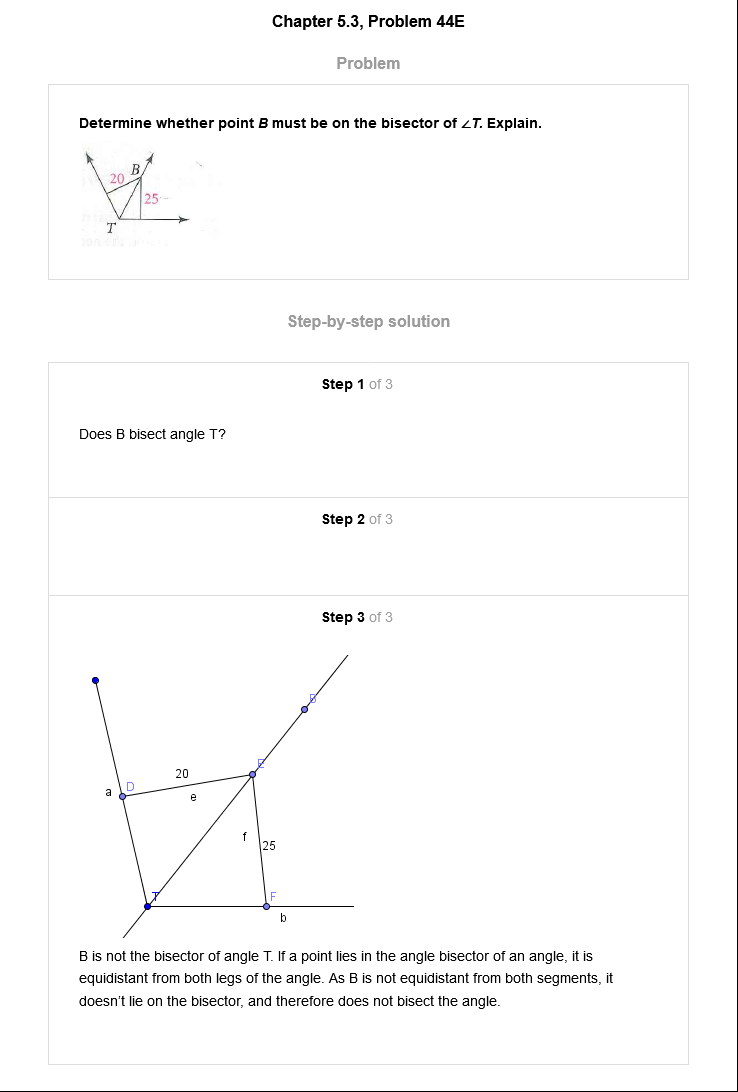 Chapter 5.3, Problem 44E
Problem
Determine whether point B must be on the bisector of ∠T. Explain.
20
B
25
T
Step-by-step solution
Step 1 of 3
Does B bisect angle T?
Step 2 of 3
Step 3 of 3
B
E
20
D
a
e
f
25
T
F
b
B is not the bisector of angle T. If a point lies in the angle bisector of an angle, it is
equidistant from both legs of the angle. As B is not equidistant from both segments, it
doesn't lie on the bisector, and therefore does not bisect the angle.